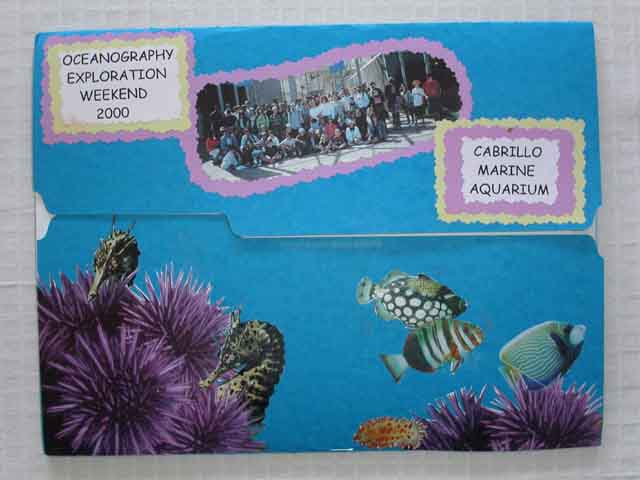 OCEANOGRAPHY
EXPLORATION
WEEKEND
2000
CABRILLO
MARINE
AQUARIUM